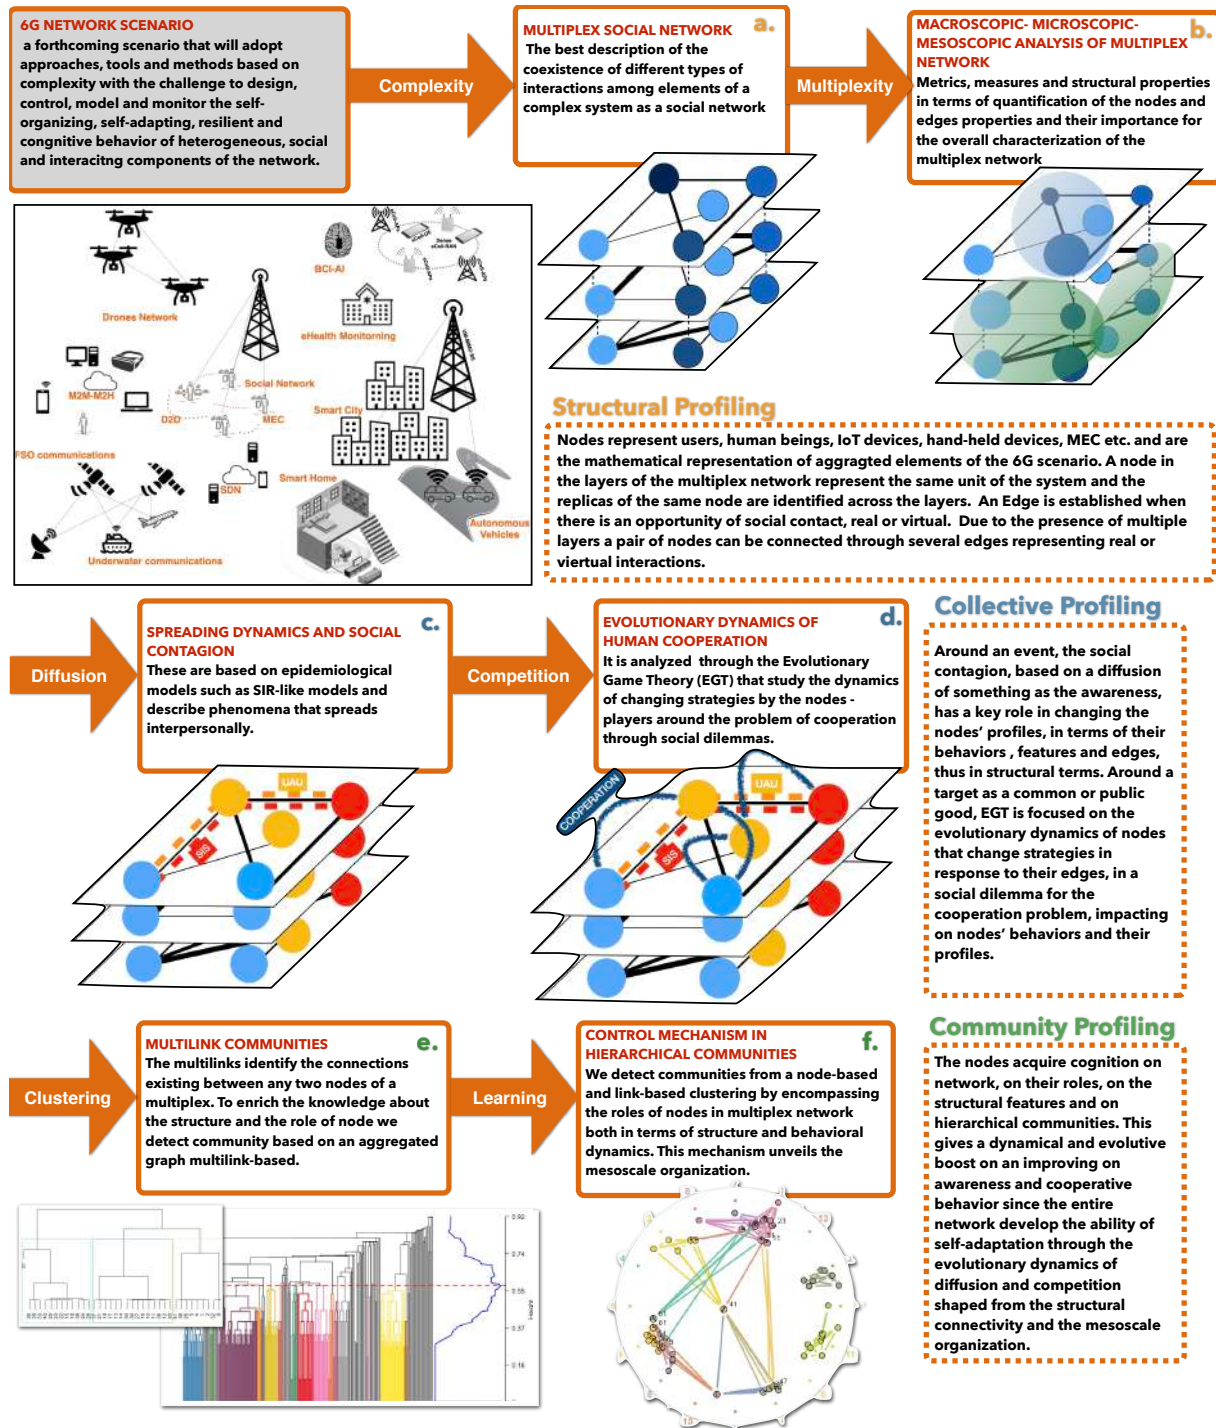 6G NETWORK SCENARIO
a forthcoming scenario that will adopt
approaches, tools and methods based on
complexity with the challenge to design,
control, model and monitor the self-
organizing, self-adapting, resilient and
congnitive behavior of heterogeneous, social
and interacitng components of the network.
Complexity
MULTIPLEX SOCIAL NETWORK
a.
The best description of the
coexistence of different types of
interactions among elements of a
complex system as a social network
Multiplexity
MACROSCOPIC- MICROSCOPIC-
b.
MESOSCOPIC ANALYSIS OF MULTIPLEX
NETWORK
Metrics, measures and structural properties
in terms of quantification of the nodes and
edges properties and their importance for
the overall characterization of the
multiplex network
Drones Network
BCI-AI
Dense
eHealth Monitorning
M2M-M2H
Social Network
D2D
MEC
Smart City
FSO communications
SDN
Smart Home
Autonomous
Vehicles
Underwater communications
Structural Profiling
Nodes represent users, human beings, IoT devices, hand-held devices, MEC etc. and are
the mathematical representation of aggragted elements of the 6G scenario. A node in
the layers of the multiplex network represent the same unit of the system and the
replicas of the same node are identified across the layers. An Edge is established when
there is an opportunity of social contact, real or virtual. Due to the presence of multiple
layers a pair of nodes can be connected through several edges representing real or
viertual interactions.
Diffusion
SPREADING DYNAMICS AND SOCIAL
c.
CONTAGION
These are based on epidemiological
models such as SIR-like models and
describe phenomena that spreads
interpersonally.
UAU
SIS
Competition
EVOLUTIONARY DYNAMICS OF
d.
HUMAN COOPERATION
It is analyzed through the Evolutionary
Game Theory (EGT) that study the dynamics
of changing strategies by the nodes -
players around the problem of cooperation
through social dilemmas.
COOPERATION
UAU
SIS
Collective Profiling
Around an event, the social
contagion, based on a diffusion
of something as the awareness,
has a key role in changing the
nodes' profiles, in terms of their
behaviors , features and edges,
thus in structural terms. Around a
target as a common or public
good, EGT is focused on the
evolutionary dynamics of nodes
that change strategies in
response to their edges, in a
social dilemma for the
cooperation problem, impacting
on nodes' behaviors and their
profiles.
Clustering
MULTILINK COMMUNITIES
e.
The multilinks identify the connections
existing between any two nodes of a
multiplex. To enrich the knowledge about
the structure and the role of node we
detect community based on an aggregated
graph multilink-based.
Learning
CONTROL MECHANISM IN
f.
HIERARCHICAL COMMUNITIES
We detect communities from a node-based
and link-based clustering by encompassing
the roles of nodes in multiplex network
both in terms of structure and behavioral
dynamics. This mechanism unveils the
mesoscale organization.
Community Profiling
The nodes acquire cognition on
network, on their roles, on the
structural features and on
hierarchical communities. This
gives a dynamical and evolutive
boost on an improving on
awareness and cooperative
behavior since the entire
network develop the ability of
self-adaptation through the
evolutionary dynamics of
diffusion and competition
shaped from the structural
connectivity and the mesoscale
organization.
0.92
0.74
0.55
0.37
0.18
Height
23
41
61
47